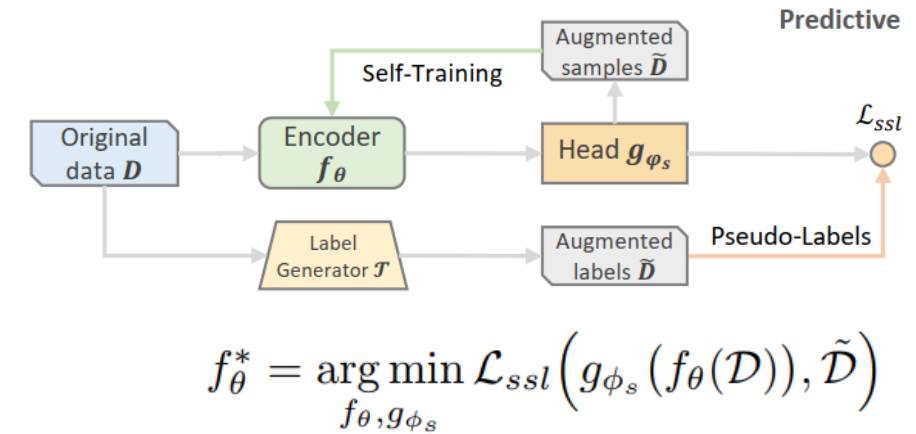 Predictive
Augmented
samples D̃
Self-Training
ℒ_ssl
Original
data D
Encoder
f_θ
Head g_φₛ
Label
Generator 𝒯
Augmented
labels D̃
Pseudo-Labels
f*_θ = arg min ℒ_ssl(g_ϕₛ(f_θ(𝒟)), 𝒟̃)
f_θ, g_ϕₛ